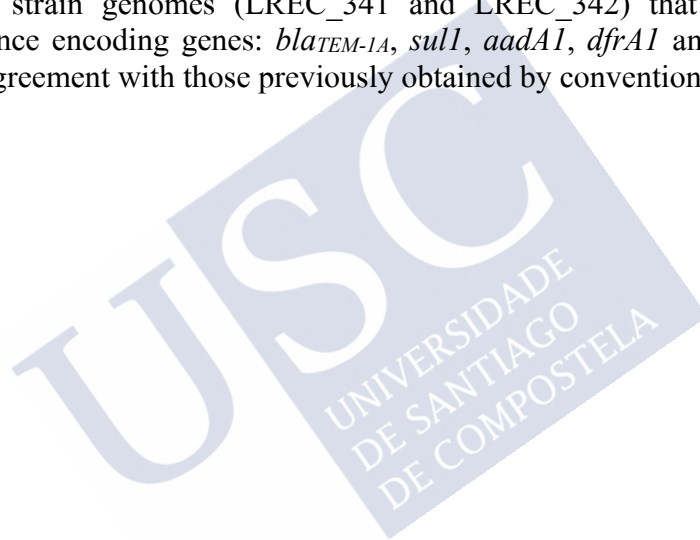 strain genomes (LREC_341 and LREC_342) that
nce encoding genes: blaTEM-1A, sul1, aadA1, dfrA1 an
greement with those previously obtained by convention
USC
UNIVERSIDADE
DE SANTIAGO
DE COMPOSTELA